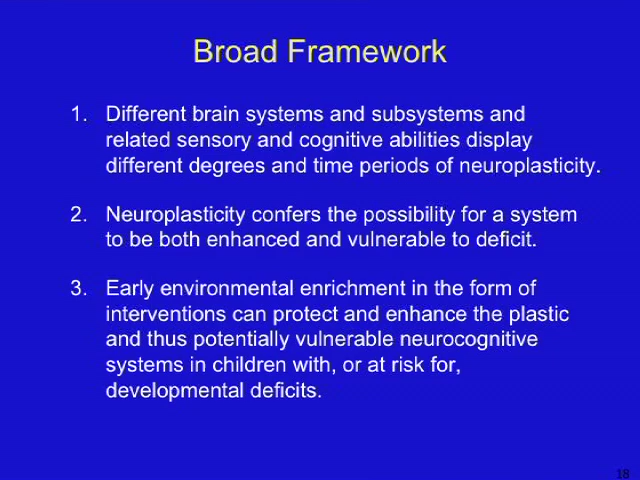 Broad Framework
1. Different brain systems and subsystems and
related sensory and cognitive abilities display
different degrees and time periods of neuroplasticity.
2. Neuroplasticity confers the possibility for a system
to be both enhanced and vulnerable to deficit.
3. Early environmental enrichment in the form of
interventions can protect and enhance the plastic
and thus potentially vulnerable neurocognitive
systems in children with, or at risk for,
developmental deficits.
18